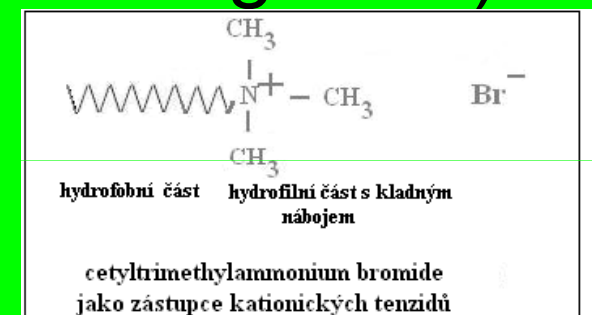 CH3
N+ – CH3 Br–
CH3
hydrofobní část hydrofilní část s kladným
nábojem
cetyltrimethylammonium bromide
jako zástupce kationických tenzidů